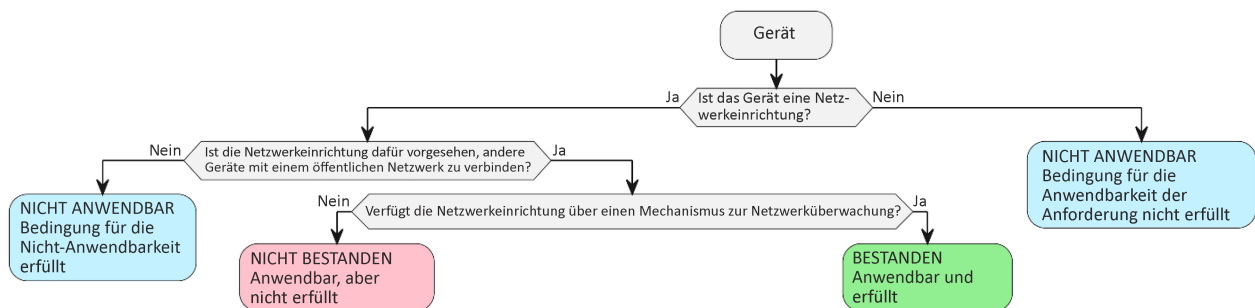 Gerät
Ja
Ist das Gerät eine Netz-
werkeinrichtung?
Nein
Nein
Ist die Netzwerkeinrichtung dafür vorgesehen, andere
Geräte mit einem öffentlichen Netzwerk zu verbinden?
Ja
NICHT ANWENDBAR
Bedingung für die
Anwendbarkeit der
Anforderung nicht erfüllt
NICHT ANWENDBAR
Bedingung für die
Nicht-Anwendbarkeit
erfüllt
Nein
Verfügt die Netzwerkeinrichtung über einen Mechanismus zur Netzwerküberwachung?
Ja
NICHT BESTANDEN
Anwendbar, aber
nicht erfüllt
BESTANDEN
Anwendbar und
erfüllt